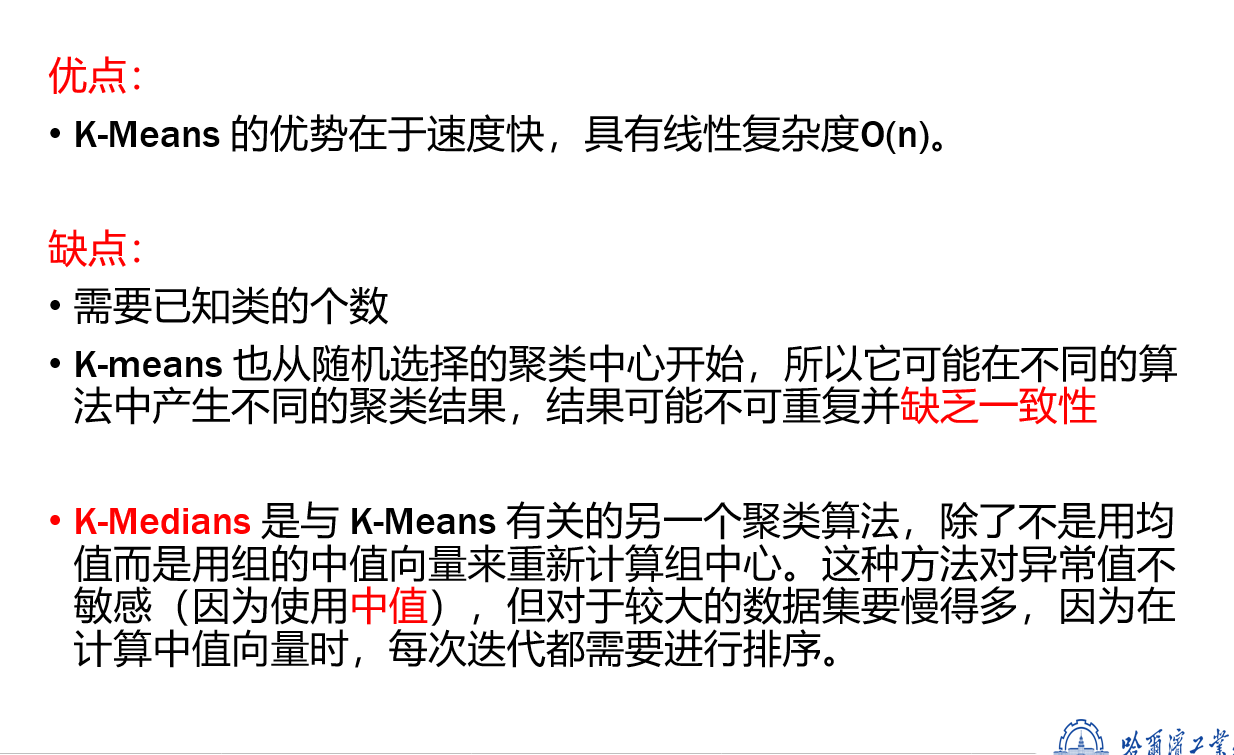 优点：
• K-Means 的优势在于速度快，具有线性复杂度O(n)。
缺点：
• 需要已知类的个数
• K-means 也从随机选择的聚类中心开始，所以它可能在不同的算
法中产生不同的聚类结果，结果可能不可重复并缺乏一致性
• K-Medians 是与 K-Means 有关的另一个聚类算法，除了不是用均
值而是用组的中值向量来重新计算组中心。这种方法对异常值不
敏感（因为使用中值），但对于较大的数据集要慢得多，因为在
计算中值向量时，每次迭代都需要进行排序。
哈爾濱工業